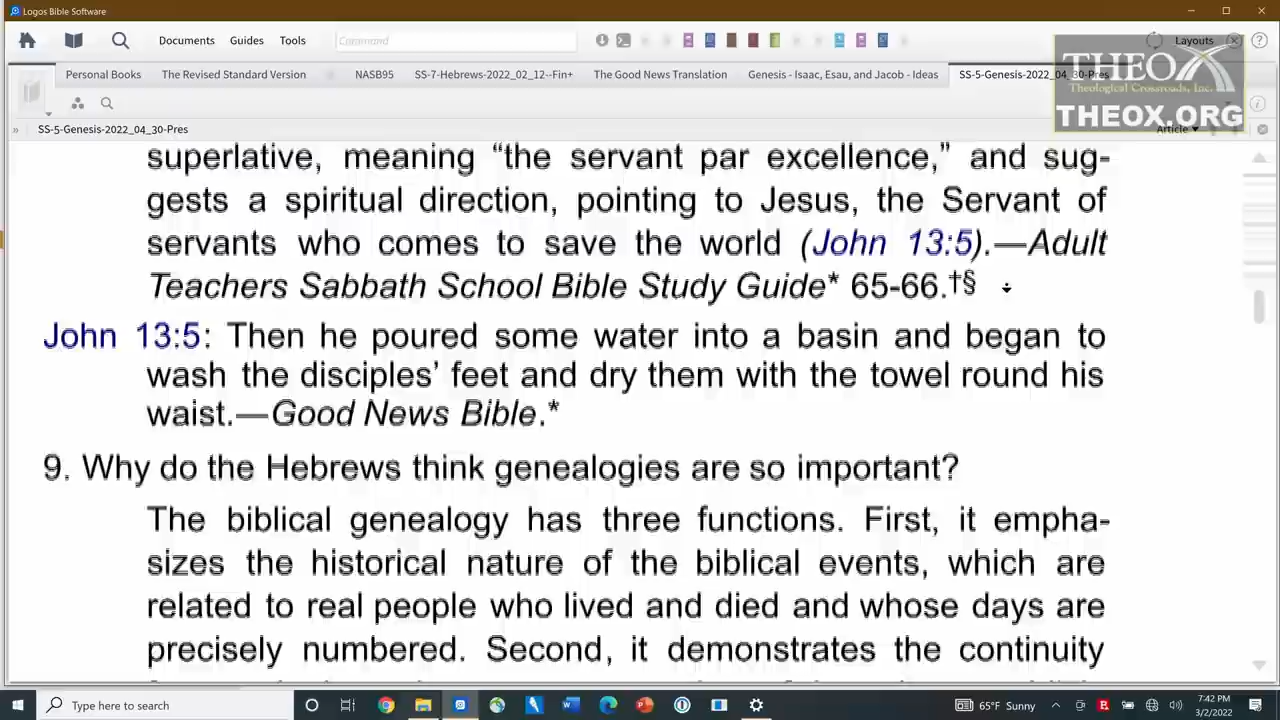 Logos Bible Software
Documents Guides Tools Command Layouts
THEOX
Theological Crossroads, Inc.
THEOX.ORG
Personal Books The Revised Standard Version NASB95 SS-7-Hebrews-2022_02_12--Fin+ The Good News Translation Genesis - Isaac, Esau, and Jacob - Ideas SS-5-Genesis-2022_04_30-Pres
» SS-5-Genesis-2022_04_30-Pres Article
superlative, meaning “the servant par excellence,” and sug-
gests a spiritual direction, pointing to Jesus, the Servant of
servants who comes to save the world (John 13:5).—Adult
Teachers Sabbath School Bible Study Guide* 65-66.†§
John 13:5: Then he poured some water into a basin and began to
wash the disciples’ feet and dry them with the towel round his
waist.—Good News Bible.*
9. Why do the Hebrews think genealogies are so important?
The biblical genealogy has three functions. First, it empha-
sizes the historical nature of the biblical events, which are
related to real people who lived and died and whose days are
precisely numbered. Second, it demonstrates the continuity
Type here to search 65°F Sunny 7:42 PM
3/2/2022